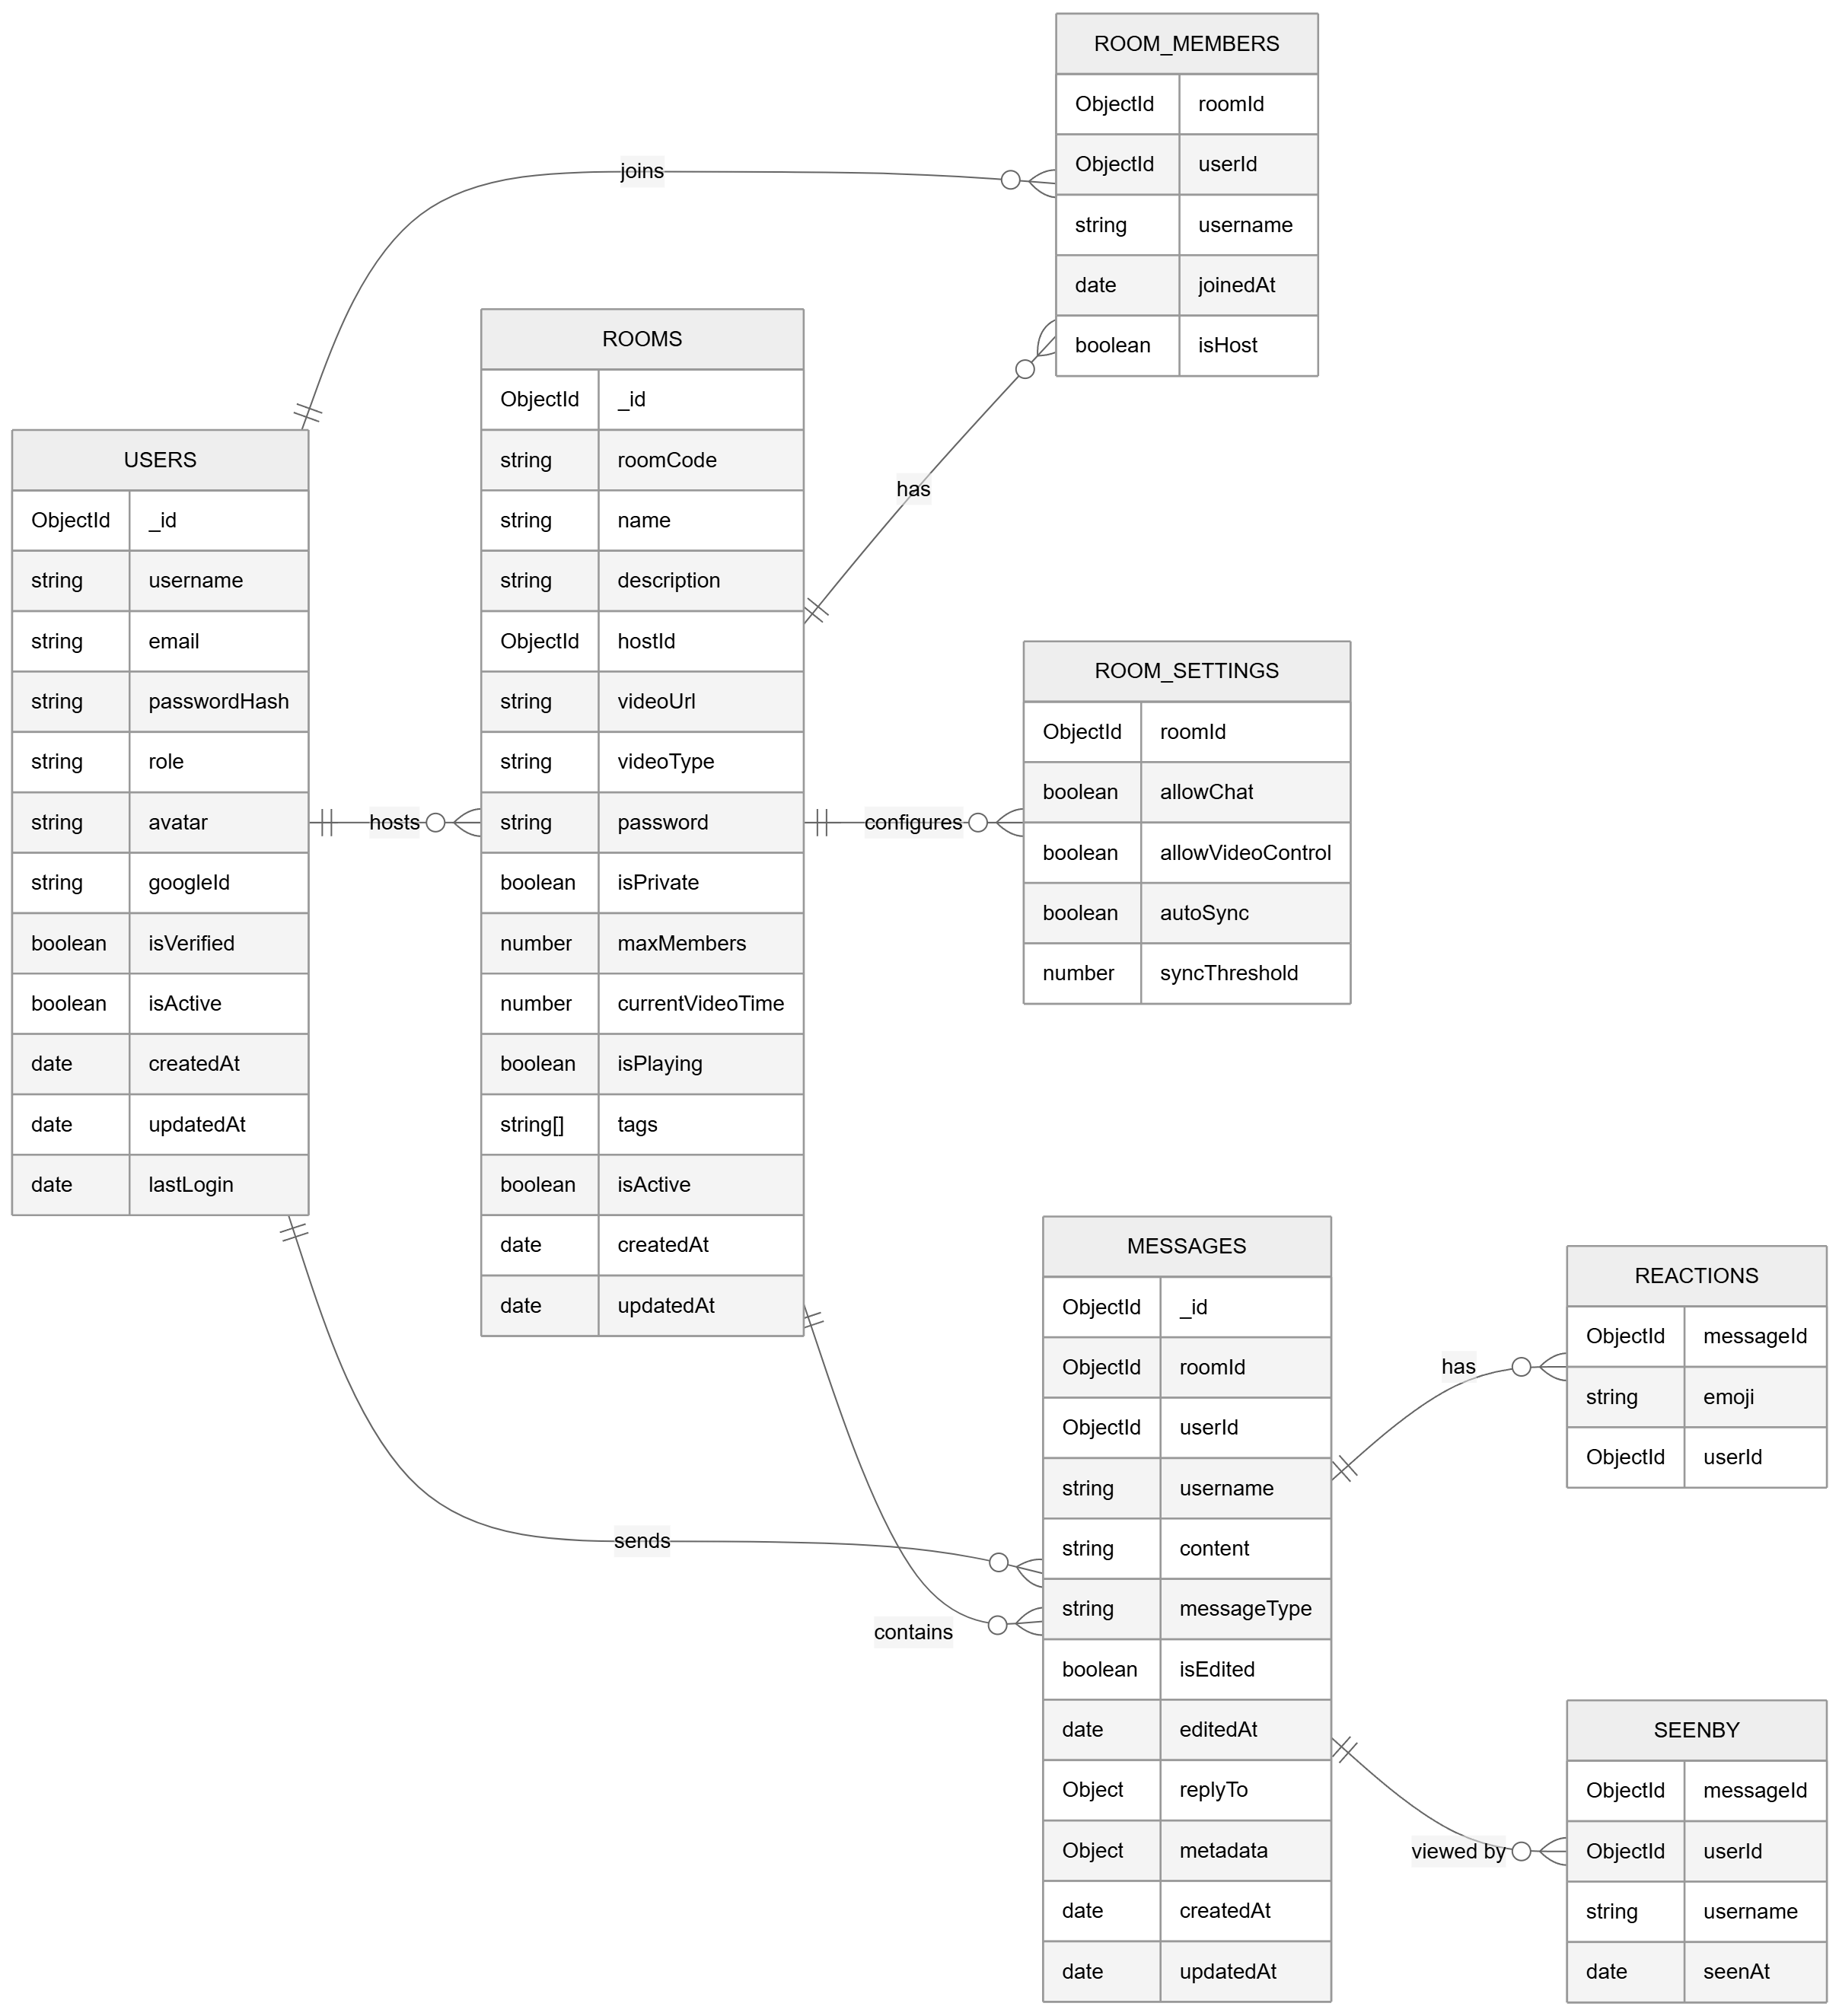 USERS
ObjectId _id
string username
string email
string passwordHash
string role
string avatar
string googleId
boolean isVerified
boolean isActive
date createdAt
date updatedAt
date lastLogin
joins
hosts
sends
ROOMS
ObjectId _id
string roomCode
string name
string description
ObjectId hostId
string videoUrl
string videoType
string password
boolean isPrivate
number maxMembers
number currentVideoTime
boolean isPlaying
string[] tags
boolean isActive
date createdAt
date updatedAt
has
configures
contains
ROOM_MEMBERS
ObjectId roomId
ObjectId userId
string username
date joinedAt
boolean isHost
ROOM_SETTINGS
ObjectId roomId
boolean allowChat
boolean allowVideoControl
boolean autoSync
number syncThreshold
MESSAGES
ObjectId _id
ObjectId roomId
ObjectId userId
string username
string content
string messageType
boolean isEdited
date editedAt
Object replyTo
Object metadata
date createdAt
date updatedAt
has
viewed by
REACTIONS
ObjectId messageId
string emoji
ObjectId userId
SEENBY
ObjectId messageId
ObjectId userId
string username
date seenAt